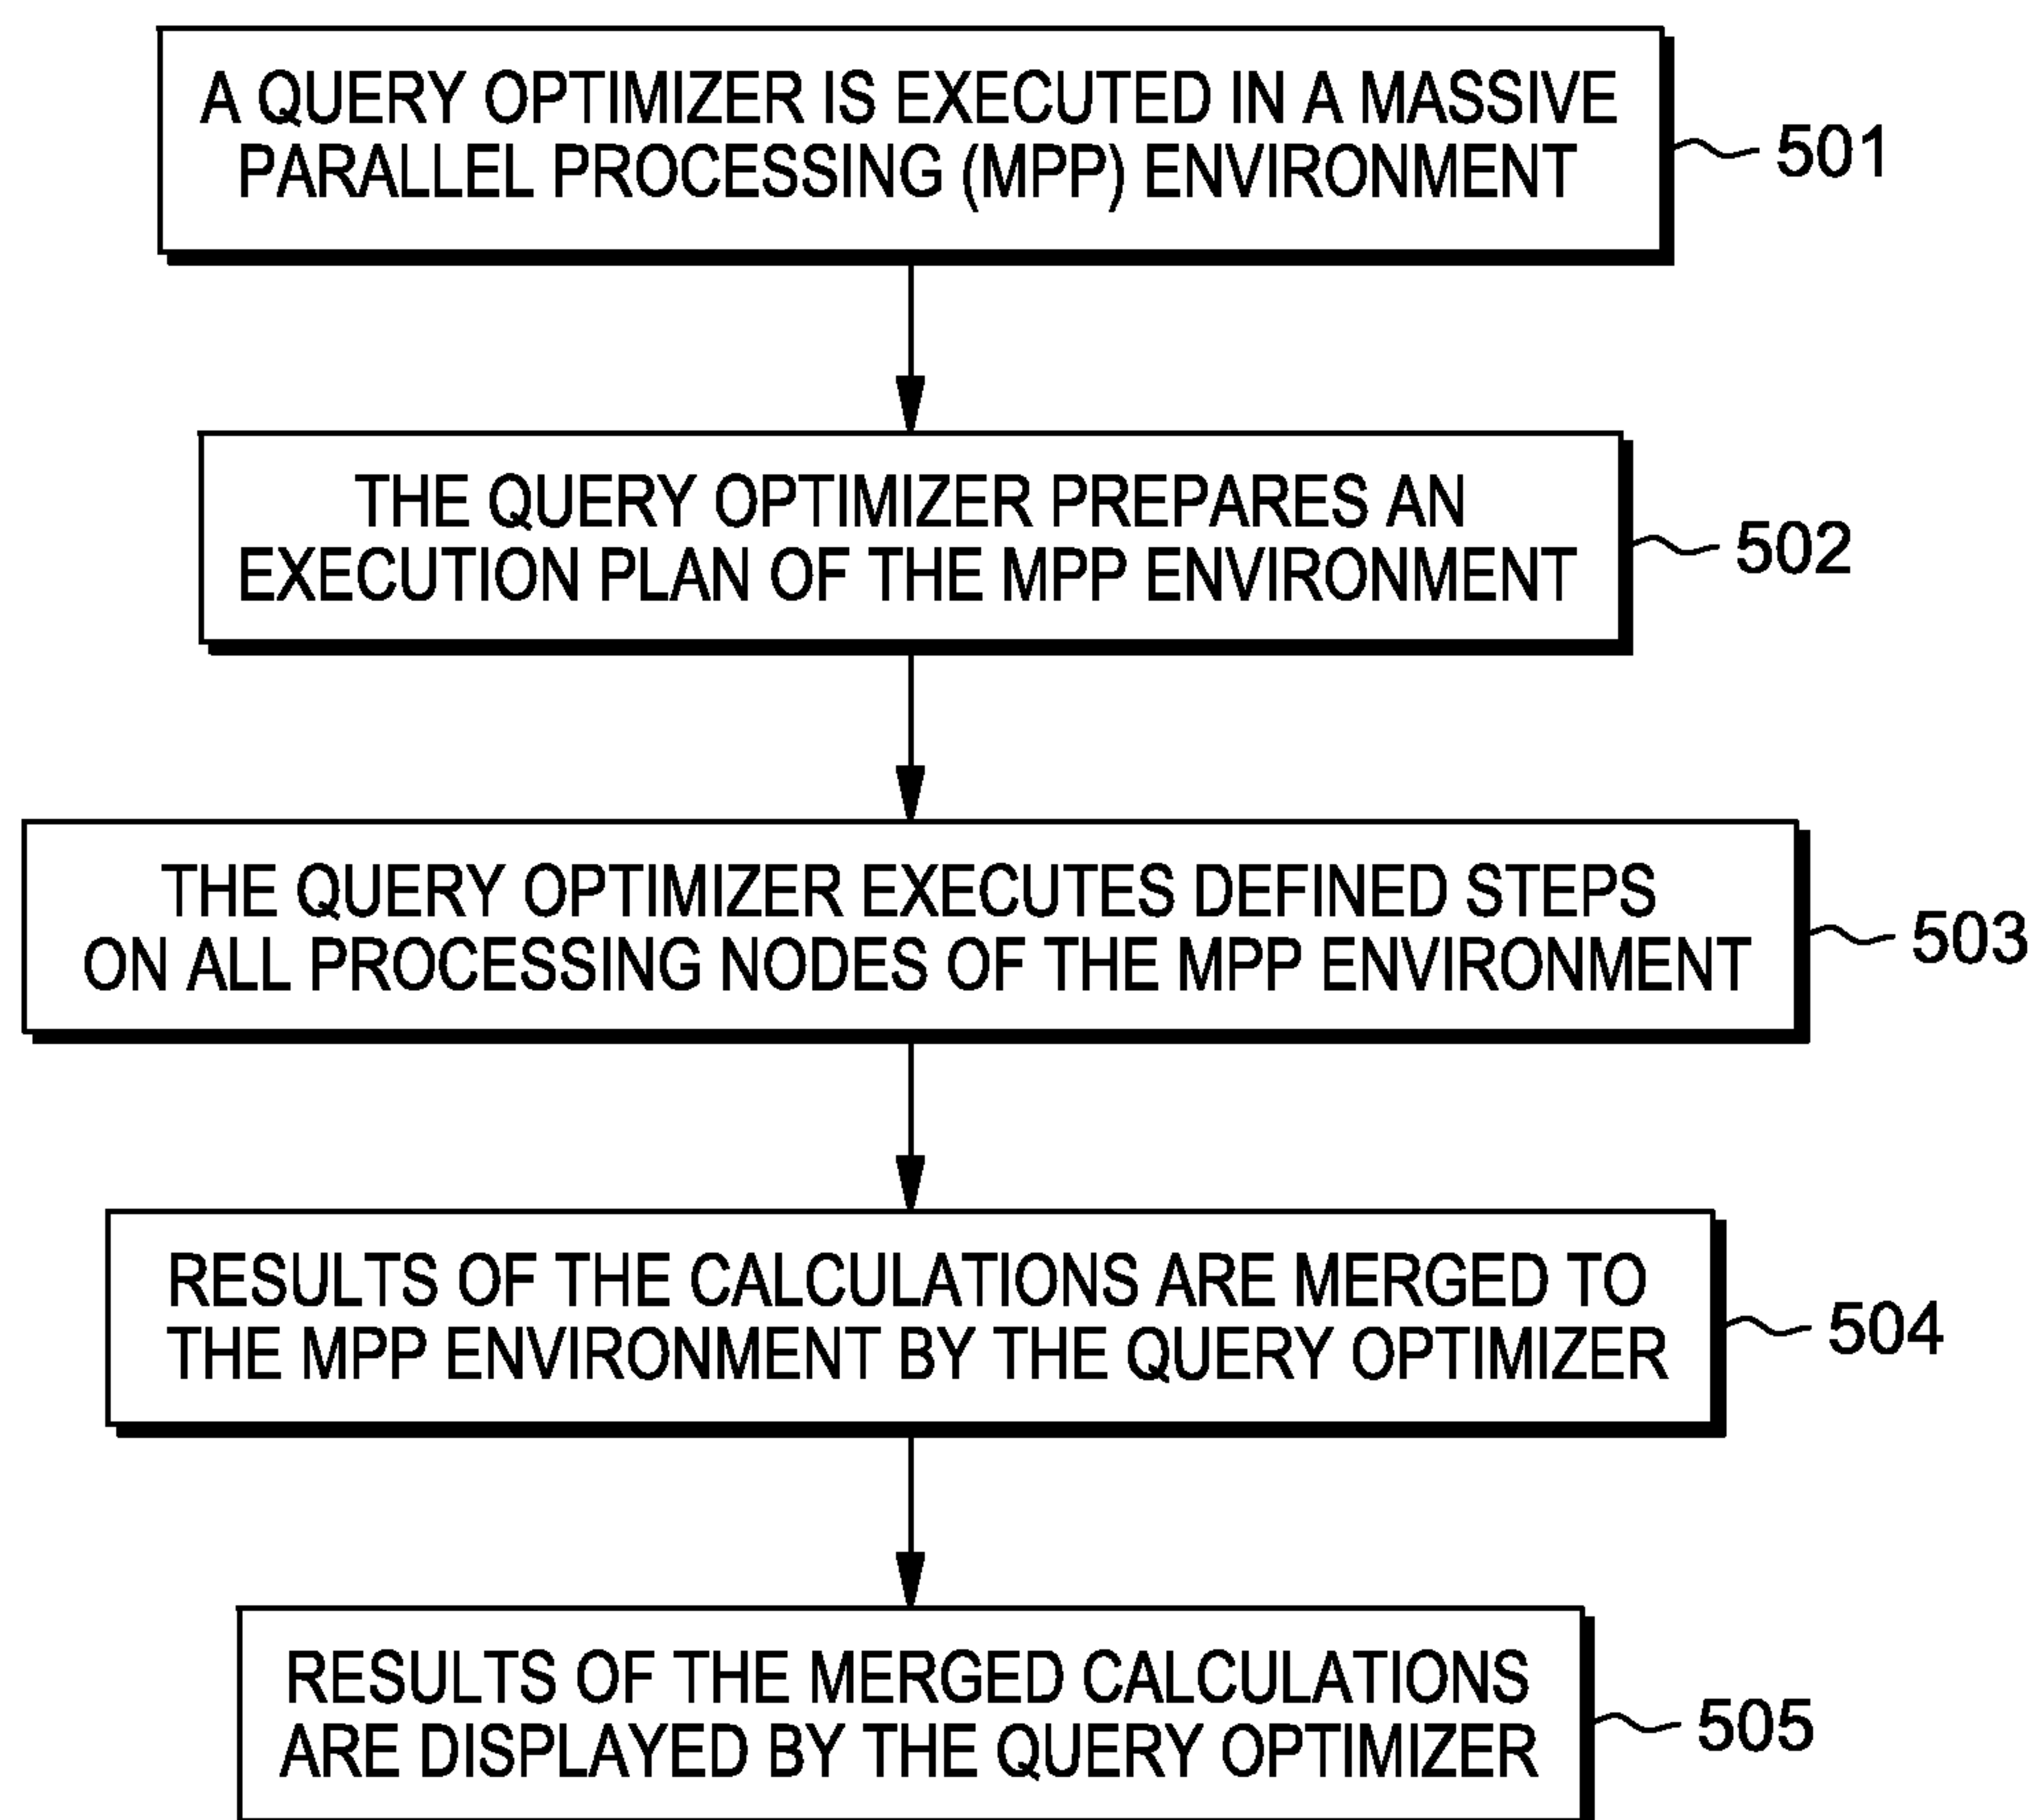 A QUERY OPTIMIZER IS EXECUTED IN A MASSIVE
PARALLEL PROCESSING (MPP) ENVIRONMENT
501
THE QUERY OPTIMIZER PREPARES AN
EXECUTION PLAN OF THE MPP ENVIRONMENT
502
THE QUERY OPTIMIZER EXECUTES DEFINED STEPS
ON ALL PROCESSING NODES OF THE MPP ENVIRONMENT
503
RESULTS OF THE CALCULATIONS ARE MERGED TO
THE MPP ENVIRONMENT BY THE QUERY OPTIMIZER
504
RESULTS OF THE MERGED CALCULATIONS
ARE DISPLAYED BY THE QUERY OPTIMIZER
505